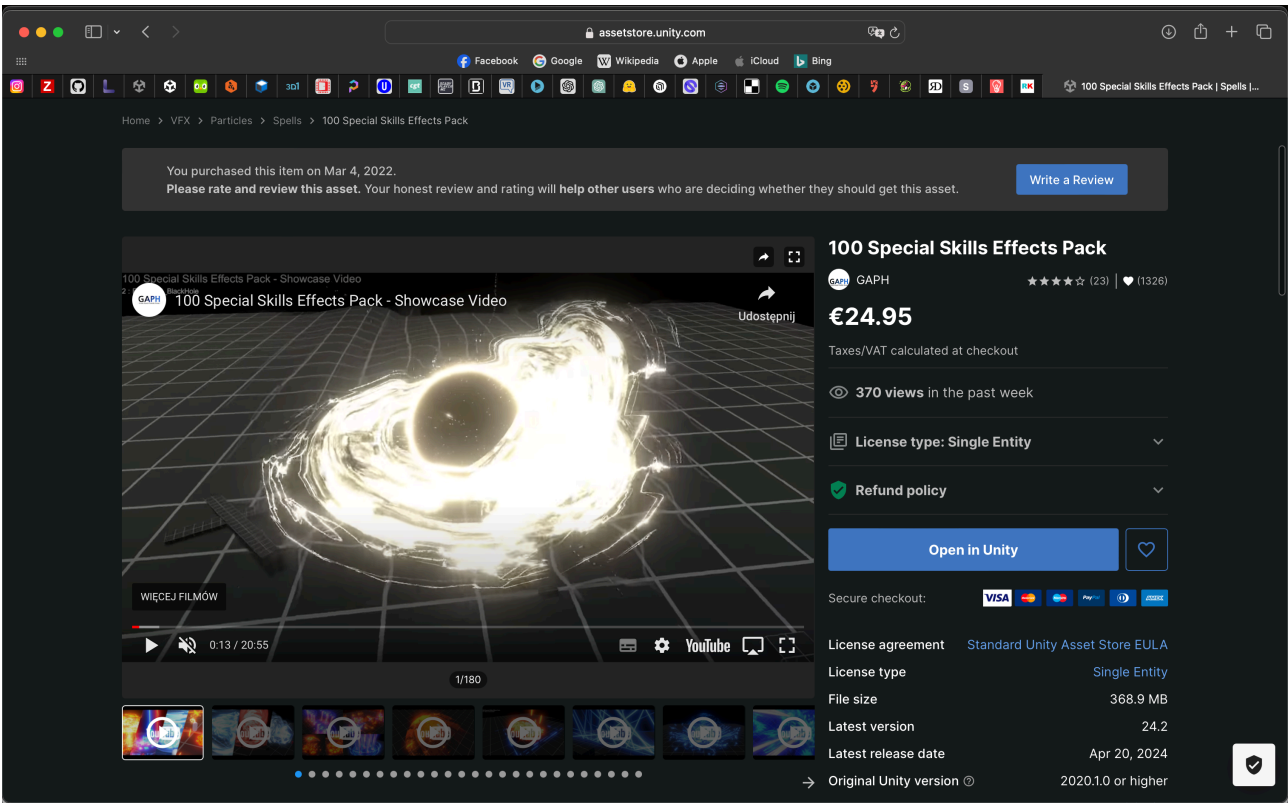 assetstore.unity.com
Facebook
Google
Wikipedia
Apple
iCloud
Bing
100 Special Skills Effects Pack | Spells |...
Home > VFX > Particles > Spells > 100 Special Skills Effects Pack
You purchased this item on Mar 4, 2022.
Please rate and review this asset. Your honest review and rating will help other users who are deciding whether they should get this asset.
Write a Review
100 Special Skills Effects Pack - Showcase Video
BlackHole
GAPH
100 Special Skills Effects Pack - Showcase Video
Udostępnij
WIĘCEJ FILMÓW
0:13 / 20:55
YouTube
1/180
100 Special Skills Effects Pack
GAPH
GAPH
(23) | (1326)
€24.95
Taxes/VAT calculated at checkout
370 views in the past week
License type: Single Entity
Refund policy
Open in Unity
Secure checkout:
VISA
PayPal
AMEX
License agreement Standard Unity Asset Store EULA
License type Single Entity
File size 368.9 MB
Latest version 24.2
Latest release date Apr 20, 2024
Original Unity version 2020.1.0 or higher